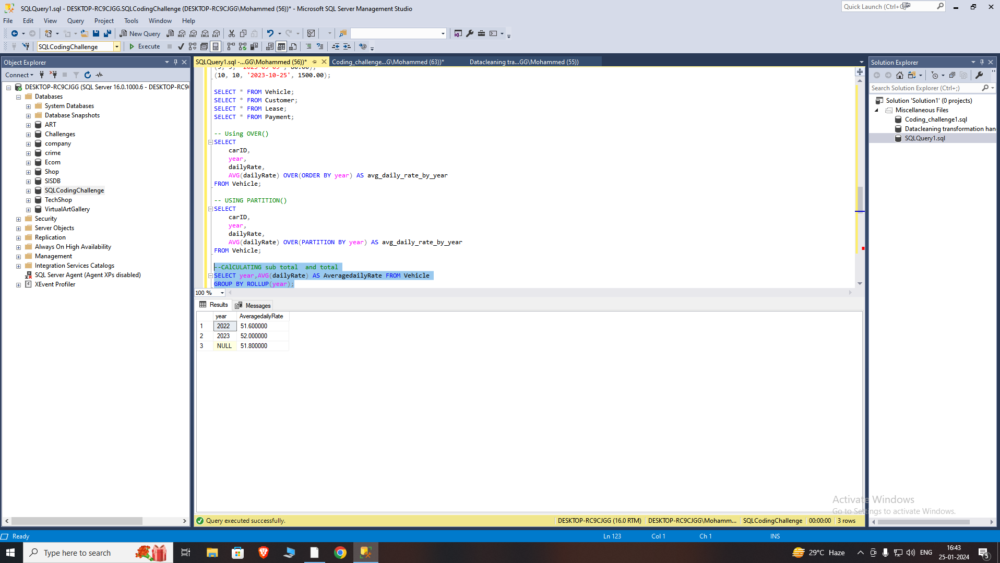 SQLQuery1.sql - DESKTOP-RC9CJGG.SQLCodingChallenge (DESKTOP-RC9CJGG\Mohammed (56))* - Microsoft SQL Server Management Studio
Quick Launch (Ctrl+Q)
File Edit View Query Project Tools Window Help
New Query MDX DMX XMLA DAX
SQLCodingChallenge Execute
Object Explorer
Connect
DESKTOP-RC9CJGG (SQL Server 16.0.1000.6 - DESKTOP-RC9
Databases
System Databases
Database Snapshots
ART
Challenges
company
crime
Ecom
Shop
SISDB
SQLCodingChallenge
TechShop
VirtualArtGallery
Security
Server Objects
Replication
Always On High Availability
Management
Integration Services Catalogs
SQL Server Agent (Agent XPs disabled)
XEvent Profiler
SQLQuery1.sql -...GG\Mohammed (56))* Coding_challenge...G\Mohammed (63))* Datacleaning tra...GG\Mohammed (55))
(10, 10, '2023-10-25', 1500.00);
SELECT * FROM Vehicle;
SELECT * FROM Customer;
SELECT * FROM Lease;
SELECT * FROM Payment;
-- Using OVER()
SELECT
carID,
year,
dailyRate,
AVG(dailyRate) OVER(ORDER BY year) AS avg_daily_rate_by_year
FROM Vehicle;
-- USING PARTITION()
SELECT
carID,
year,
dailyRate,
AVG(dailyRate) OVER(PARTITION BY year) AS avg_daily_rate_by_year
FROM Vehicle;
--CAlCULATING sub total  and total
SELECT year,AVG(dailyRate) AS AveragedailyRate FROM Vehicle
GROUP BY ROLLUP(year);
100 %
Results Messages
year AveragedailyRate
1 2022 51.600000
2 2023 52.000000
3 NULL 51.800000
Query executed successfully. DESKTOP-RC9CJGG (16.0 RTM) DESKTOP-RC9CJGG\Mohamm... SQLCodingChallenge 00:00:00 3 rows
Solution Explorer
Search Solution Explorer (Ctrl+;)
Solution 'Solution1' (0 projects)
Miscellaneous Files
Coding_challenge1.sql
Datacleaning transformation han
SQLQuery1.sql
Activate Windows
Go to Settings to activate Windows.
Ready Ln 123 Col 1 Ch 1 INS
Type here to search
29°C Haze ENG
16:43
25-01-2024
5